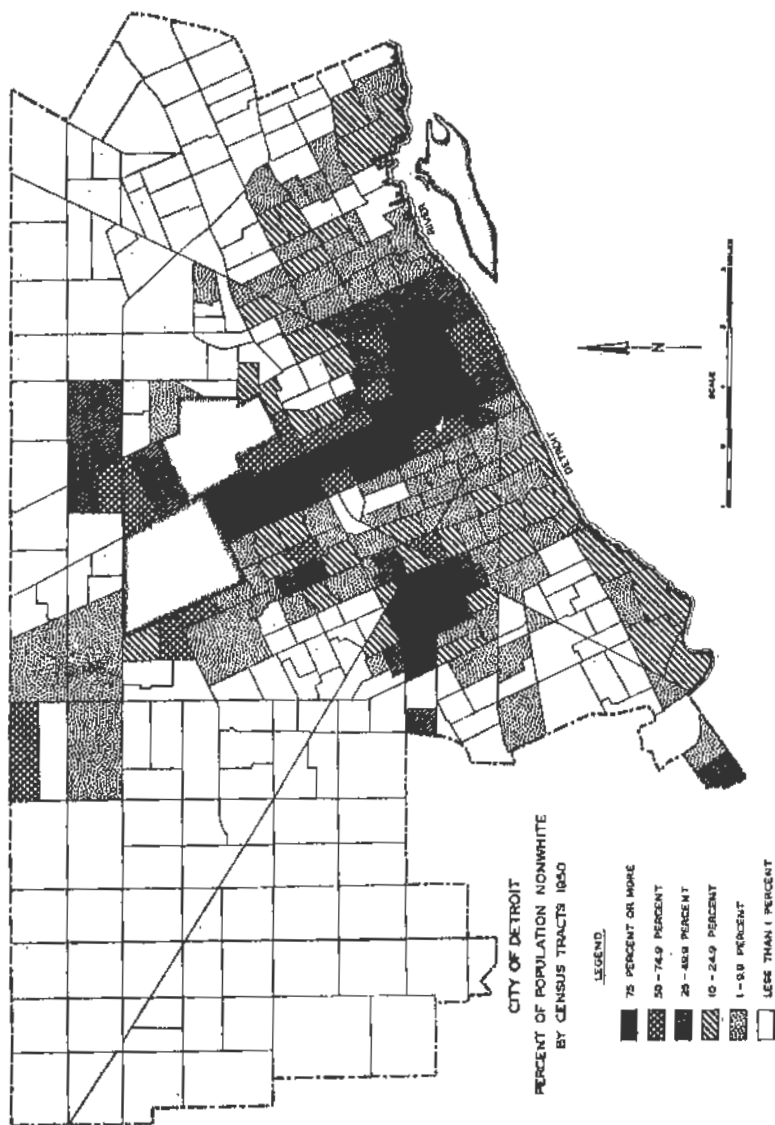 RIVER
DETROIT
N
SCALE
CITY OF DETROIT
PERCENT OF POPULATION NONWHITE
BY CENSUS TRACTS 1950
LEGEND
75 PERCENT OR MORE
50 - 74.9 PERCENT
25 - 49.9 PERCENT
10 - 24.9 PERCENT
1 - 9.9 PERCENT
LESS THAN 1 PERCENT